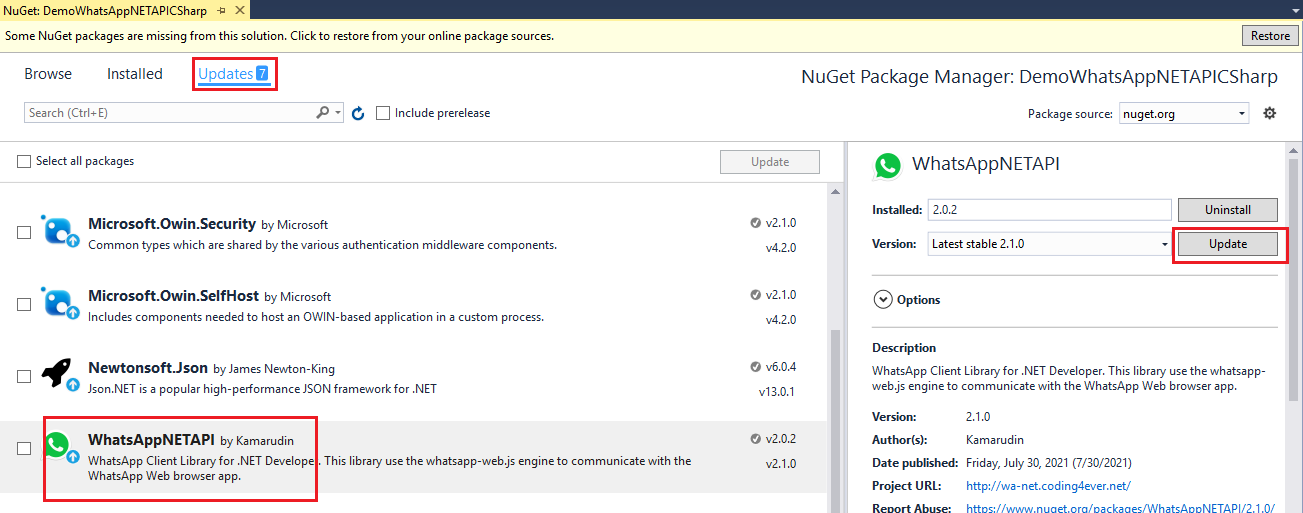 NuGet: DemoWhatsAppNETAPICSharp
Some NuGet packages are missing from this solution. Click to restore from your online package sources.
Restore
Browse
Installed
Updates 7
NuGet Package Manager: DemoWhatsAppNETAPICSharp
Search (Ctrl+E)
Include prerelease
Package source: nuget.org
Select all packages
Update
Microsoft.Owin.Security by Microsoft
v2.1.0
Common types which are shared by the various authentication middleware components.
v4.2.0
Microsoft.Owin.SelfHost by Microsoft
v2.1.0
Includes components needed to host an OWIN-based application in a custom process.
v4.2.0
Newtonsoft.Json by James Newton-King
v6.0.4
Json.NET is a popular high-performance JSON framework for .NET
v13.0.1
WhatsAppNETAPI by Kamarudin
v2.0.2
WhatsApp Client Library for .NET Developer. This library use the whatsapp-web.js engine to communicate with the
WhatsApp Web browser app.
v2.1.0
WhatsAppNETAPI
Installed: 2.0.2
Uninstall
Version: Latest stable 2.1.0
Update
Options
Description
WhatsApp Client Library for .NET Developer. This library use the whatsapp-
web.js engine to communicate with the WhatsApp Web browser app.
Version: 2.1.0
Author(s): Kamarudin
Date published: Friday, July 30, 2021 (7/30/2021)
Project URL: http://wa-net.coding4ever.net/
Report Abuse: https://www.nuget.org/packages/WhatsAppNETAPI/2.1.0/